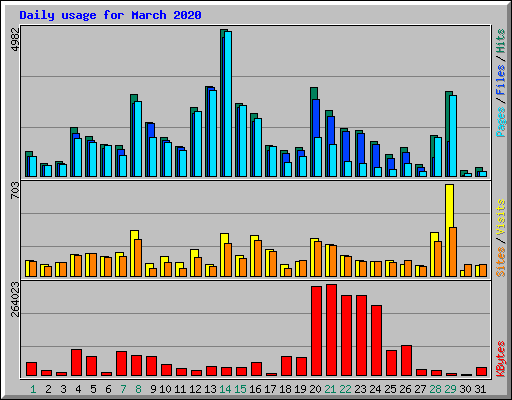 Daily usage for March 2020
4982
Pages / Files / Hits
703
Sites / Visits
264023
KBytes
1 2 3 4 5 6 7 8 9 10 11 12 13 14 15 16 17 18 19 20 21 22 23 24 25 26 27 28 29 30 31